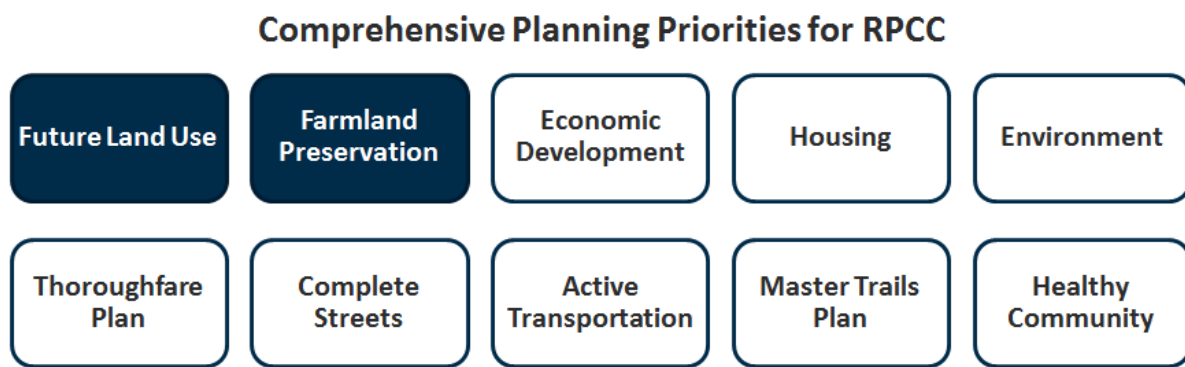 Comprehensive Planning Priorities for RPCC
Future Land Use
Farmland
Preservation
Economic
Development
Housing
Environment
Thoroughfare
Plan
Complete
Streets
Active
Transportation
Master Trails
Plan
Healthy
Community